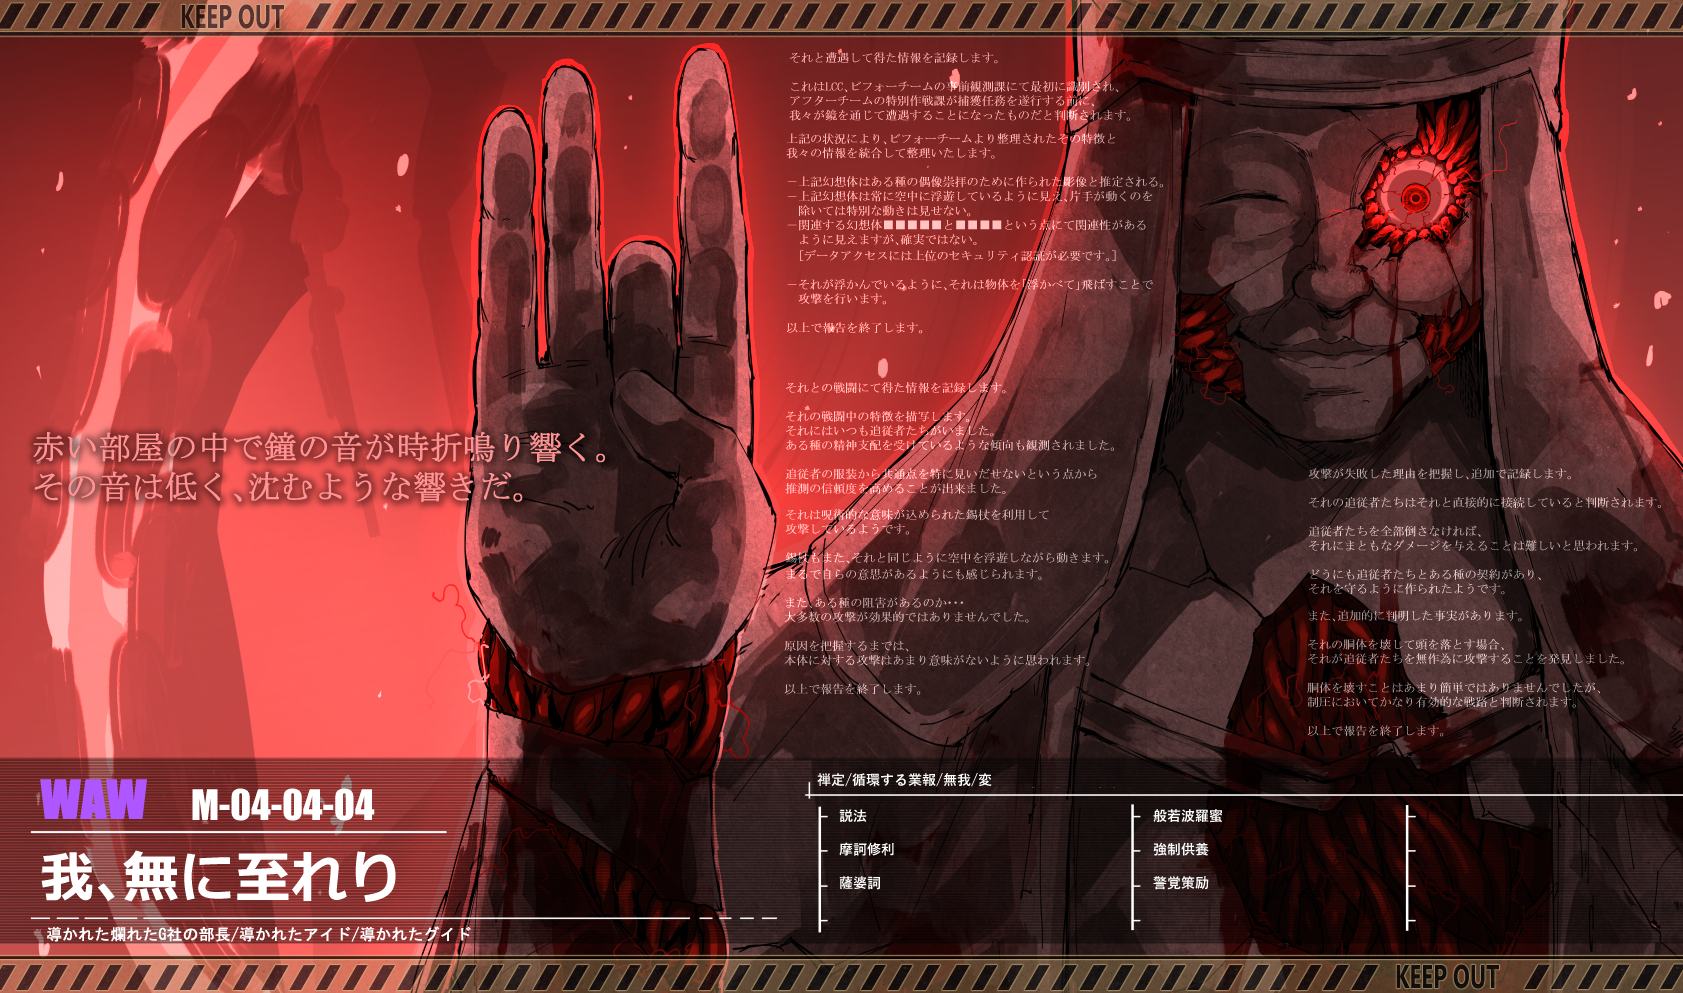 KEEP OUT
それと遭遇して得た情報を記録します。
これはLCC、ビフォーチームの事前観測課にて最初に識別され、
アフターチームの特別作戦課が捕獲任務を遂行する前に、
我々が鏡を通じて遭遇することになったものだと判断されます。
上記の状況により、ビフォーチームより整理されたその特徴と
我々の情報を統合して整理いたします。
－上記幻想体はある種の偶像崇拝のために作られた彫像と推定される。
－上記幻想体は常に空中に浮遊しているように見え、片手が動くのを
除いては特別な動きは見せない。
－関連する幻想体■■■■■と■■■■という点にて関連性がある
ように見えますが、確実ではない。
[データアクセスには上位のセキュリティ認証が必要です。]
－それが浮かんでいるように、それは物体を「浮かべて」飛ばすことで
攻撃を行います。
以上で報告を終了します。
それとの戦闘にて得た情報を記録します。
それの戦闘中の特徴を描写します。
それにはいつも追従者たちがいました。
ある種の精神支配を受けているような傾向も観測されました。
追従者の服装から共通点を特に見いだせないという点から
推測の信頼度を高めることが出来ました。
それは呪術的な意味が込められた錫杖を利用して
攻撃しているようです。
錫杖もまた、それと同じように空中を浮遊しながら動きます。
まるで自らの意思があるようにも感じられます。
また、ある種の阻害があるのか・・・
大多数の攻撃が効果的ではありませんでした。
原因を把握するまでは、
本体に対する攻撃はあまり意味がないように思われます。
以上で報告を終了します。
攻撃が失敗した理由を把握し、追加で記録します。
それの追従者たちはそれと直接的に接続していると判断されます。
追従者たちを全部倒さなければ、
それにまともなダメージを与えることは難しいと思われます。
どうにも追従者たちとある種の契約があり、
それを守るように作られたようです。
また、追加的に判明した事実があります。
それの胴体を壊して頭を落とす場合、
それが追従者たちを無作為に攻撃することを発見しました。
胴体を壊すことはあまり簡単ではありませんでしたが、
制圧においてかなり有効的な戦略と判断されます。
以上で報告を終了します。
赤い部屋の中で鐘の音が時折鳴り響く。
その音は低く、沈むような響きだ。
WAW M-04-04-04
我、無に至れり
導かれた爛れたG社の部長/導かれたアイド/導かれたグイド
禅定/循環する業報/無我/変
説法
摩訶修利
薩婆訶
般若波羅蜜
強制供養
警覚策励
KEEP OUT